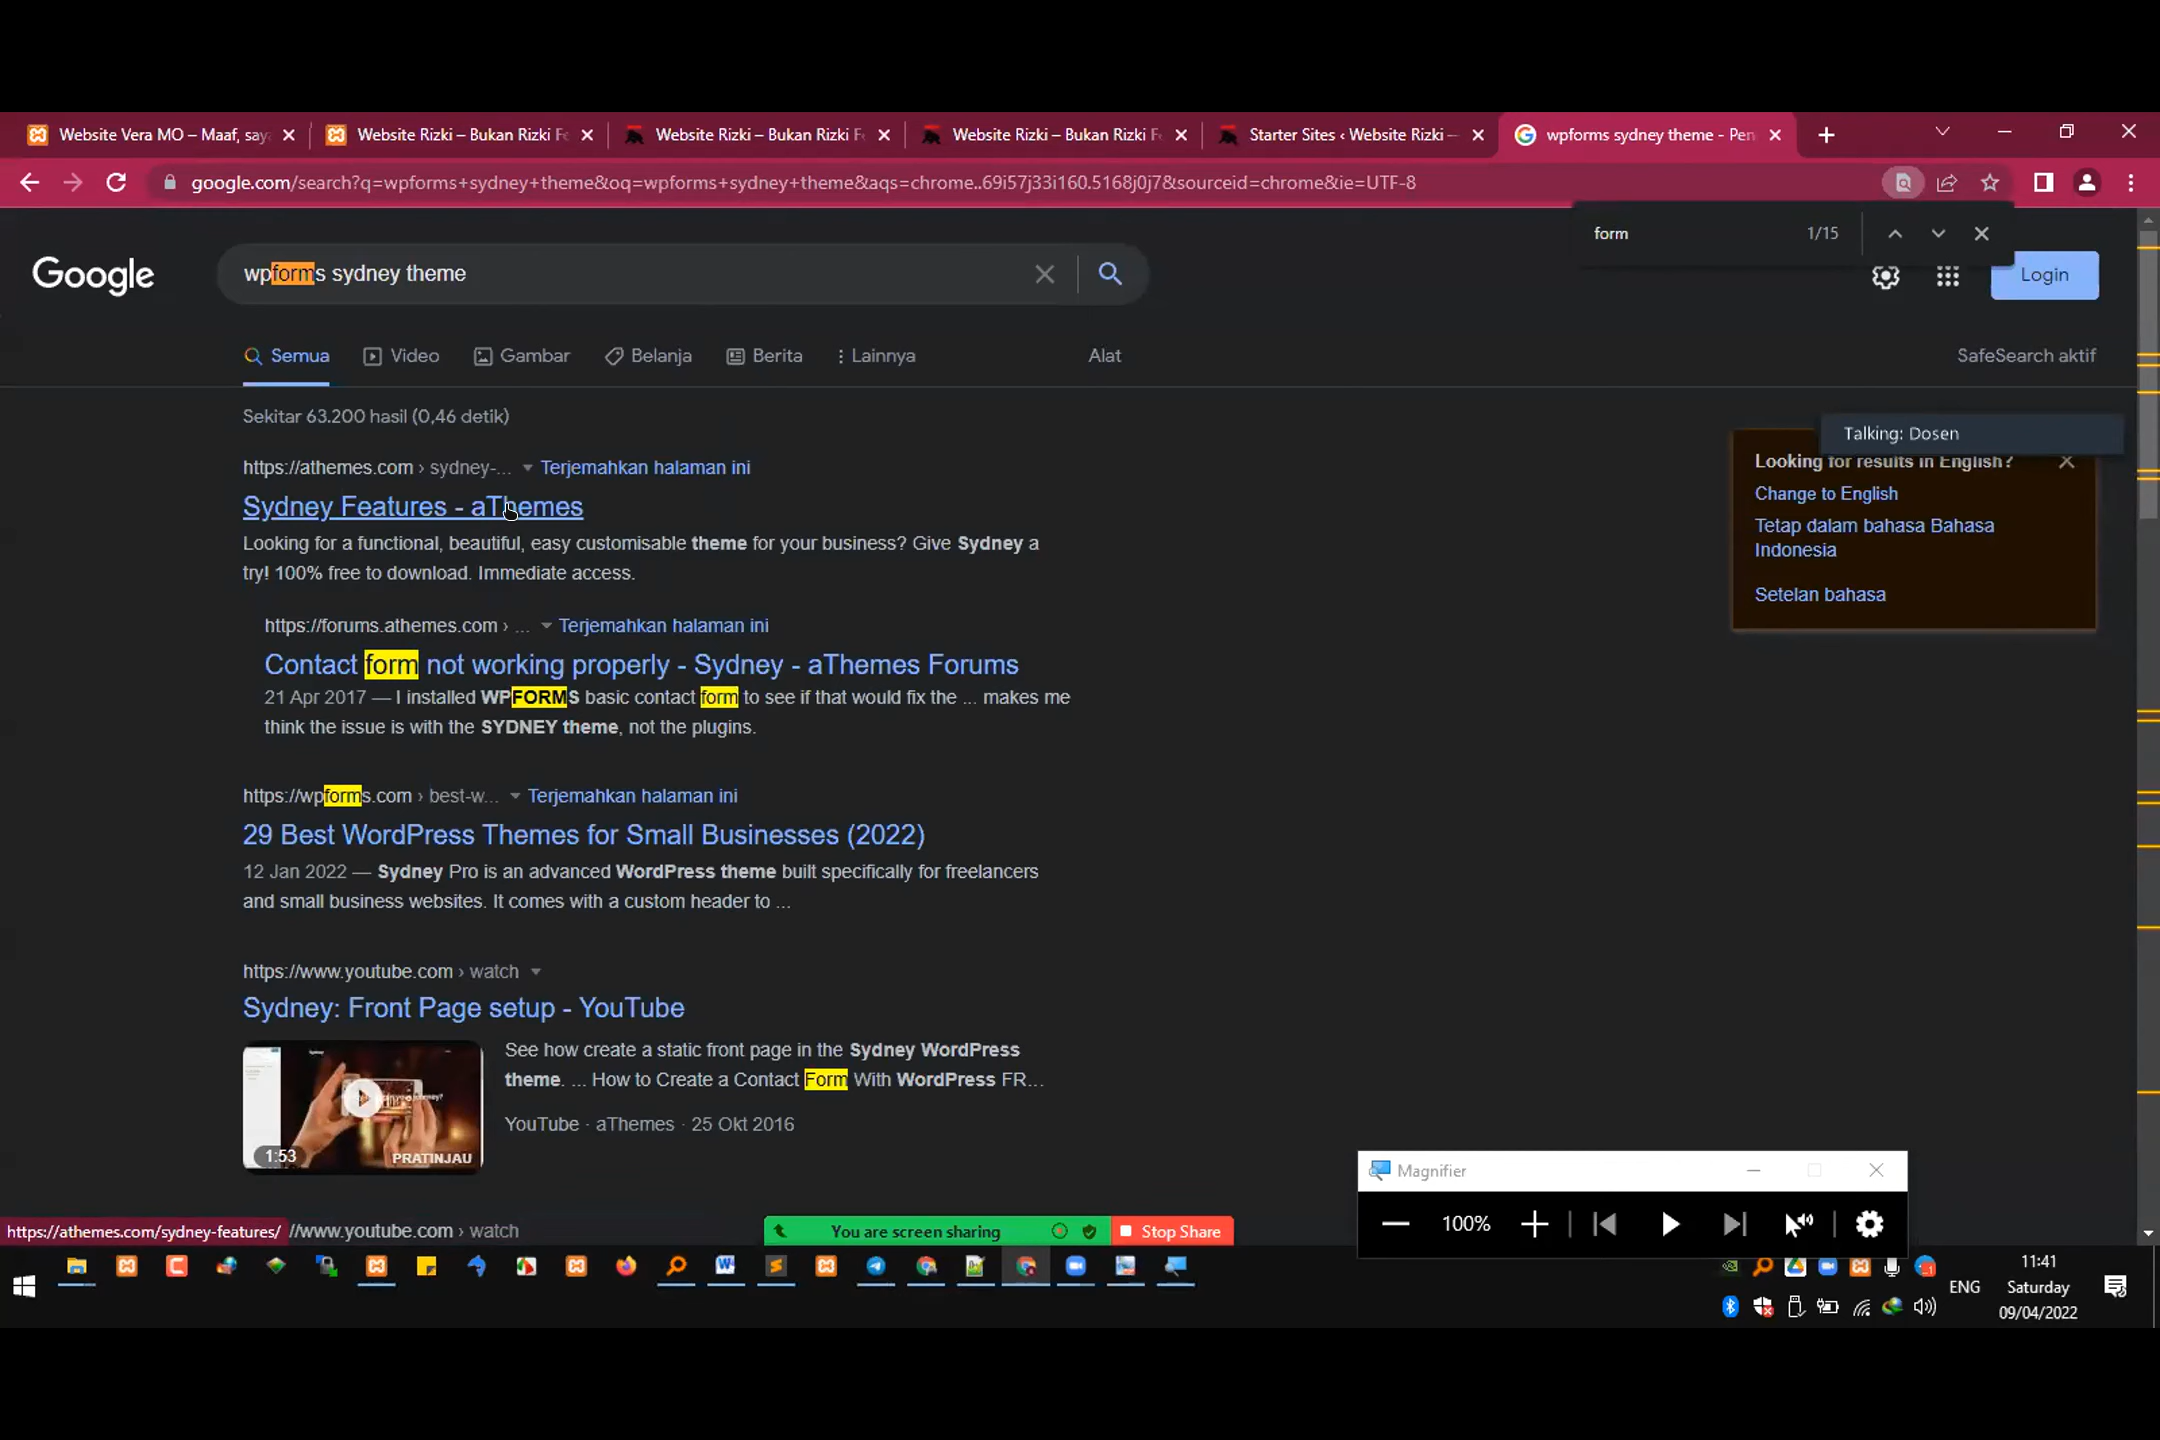 Website Vera MO – Maaf, say
Website Rizki – Bukan Rizki Fe
Website Rizki – Bukan Rizki Fe
Website Rizki – Bukan Rizki Fe
Starter Sites ‹ Website Rizki –
wpforms sydney theme - Pen
google.com/search?q=wpforms+sydney+theme&oq=wpforms+sydney+theme&aqs=chrome..69i57j33i160.5168j0j7&sourceid=chrome&ie=UTF-8
form 1/15
Google
wpforms sydney theme
Login
Semua Video Gambar Belanja Berita Lainnya Alat SafeSearch aktif
Sekitar 63.200 hasil (0,46 detik)
Talking: Dosen
Looking for results in English?
Change to English
Tetap dalam bahasa Bahasa
Indonesia
Setelan bahasa
https://athemes.com › sydney-... Terjemahkan halaman ini
Sydney Features - aThemes
Looking for a functional, beautiful, easy customisable theme for your business? Give Sydney a
try! 100% free to download. Immediate access.
https://forums.athemes.com › ... Terjemahkan halaman ini
Contact form not working properly - Sydney - aThemes Forums
21 Apr 2017 — I installed WPFORMS basic contact form to see if that would fix the ... makes me
think the issue is with the SYDNEY theme, not the plugins.
https://wpforms.com › best-w... Terjemahkan halaman ini
29 Best WordPress Themes for Small Businesses (2022)
12 Jan 2022 — Sydney Pro is an advanced WordPress theme built specifically for freelancers
and small business websites. It comes with a custom header to ...
https://www.youtube.com › watch
Sydney: Front Page setup - YouTube
See how create a static front page in the Sydney WordPress
theme. ... How to Create a Contact Form With WordPress FR...
YouTube · aThemes · 25 Okt 2016
1:53 PRATINJAU
Magnifier
100%
https://athemes.com/sydney-features/ //www.youtube.com › watch
You are screen sharing
Stop Share
ENG
11:41
Saturday
09/04/2022